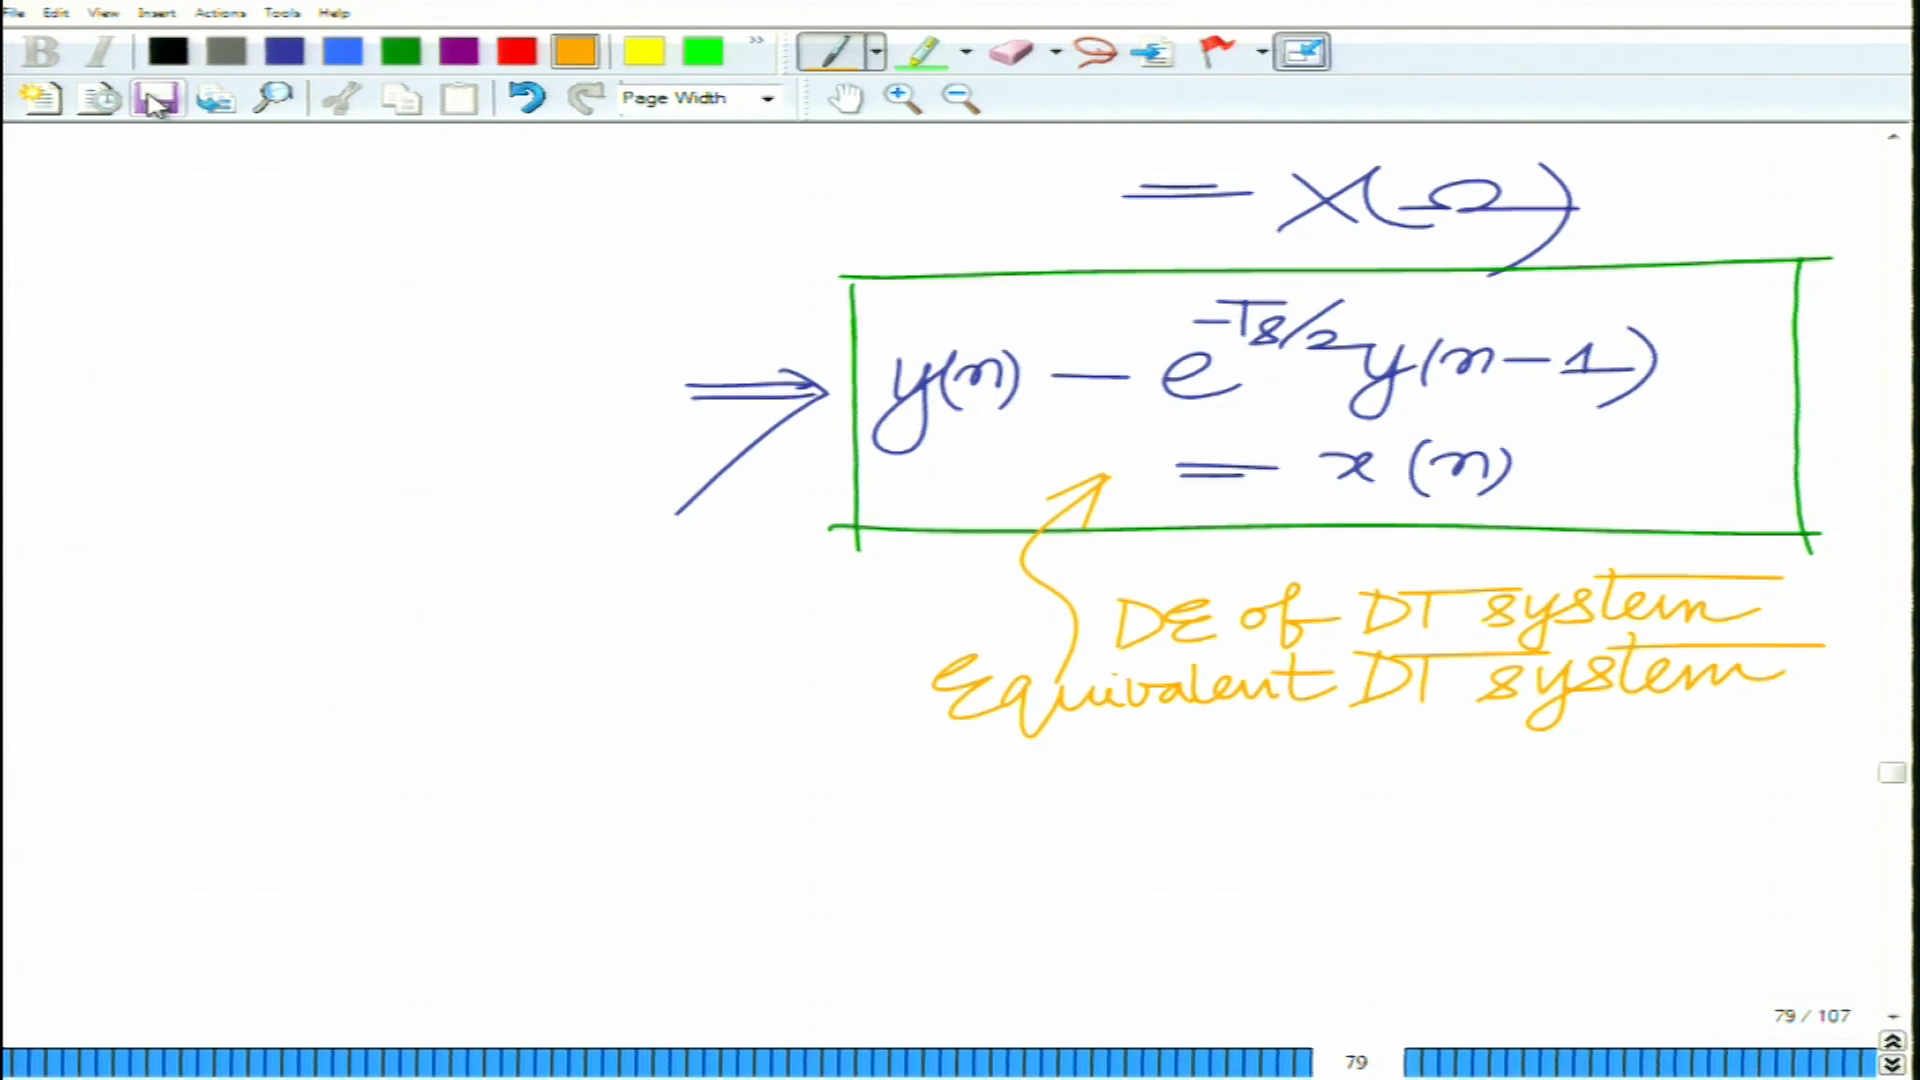 File Edit View Insert Actions Tools Help
B I
Page Width
= X(Ω)
⇒ y(n) − e^{-Ts/2} y(n−1)
= x(n)
DE of DT system
Equivalent DT system
79 / 107
79